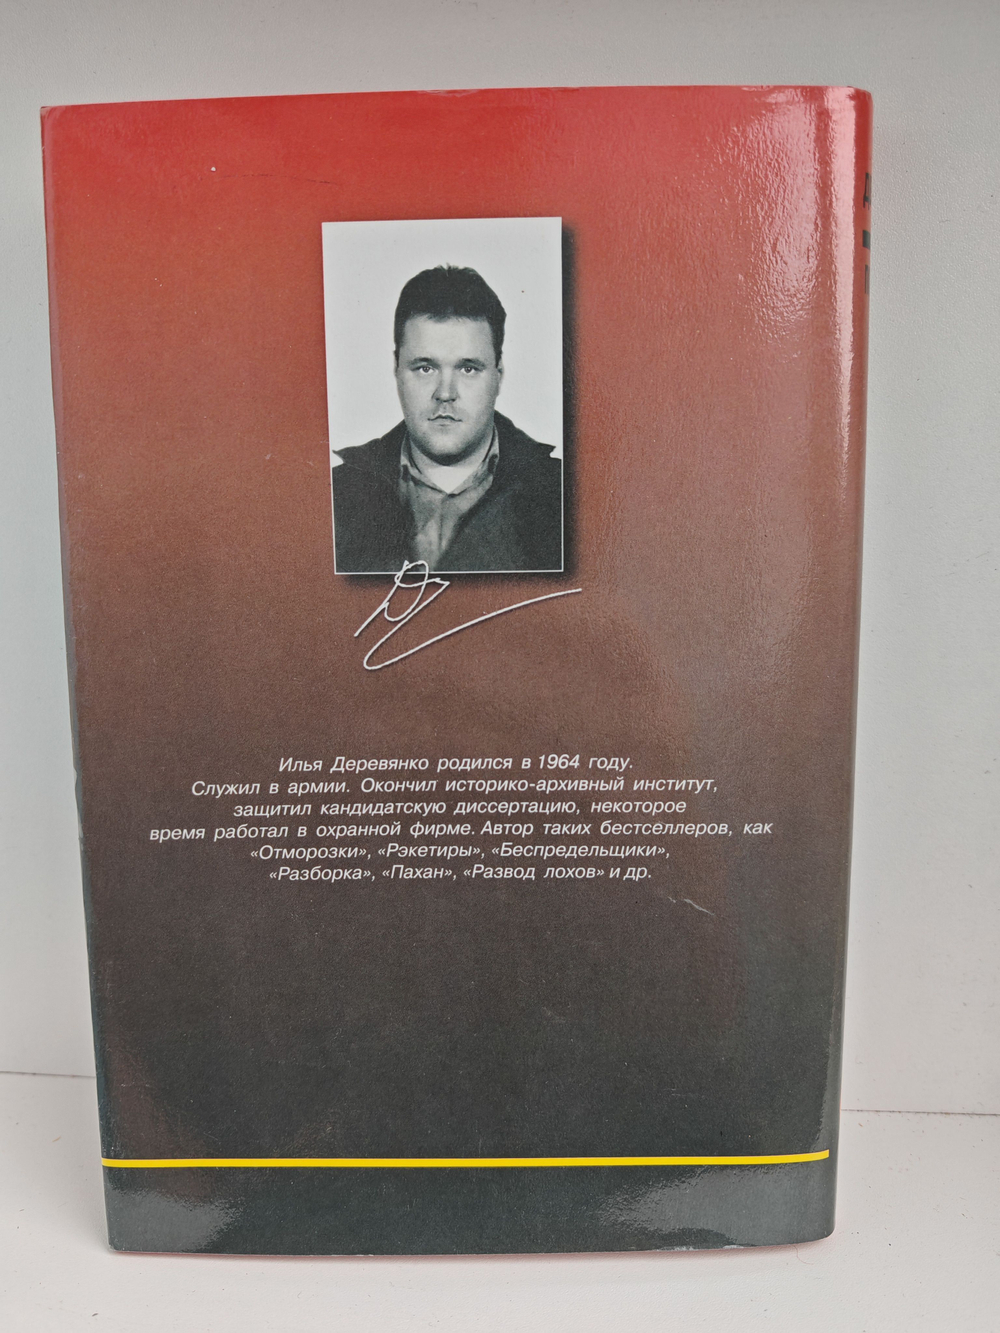 Илья Деревянко родился в 1964 году.
Служил в армии. Окончил историко-архивный институт,
защитил кандидатскую диссертацию, некоторое
время работал в охранной фирме. Автор таких бестселлеров, как
«Отморозки», «Рэкетиры», «Беспредельщики»,
«Разборка», «Пахан», «Развод лохов» и др.